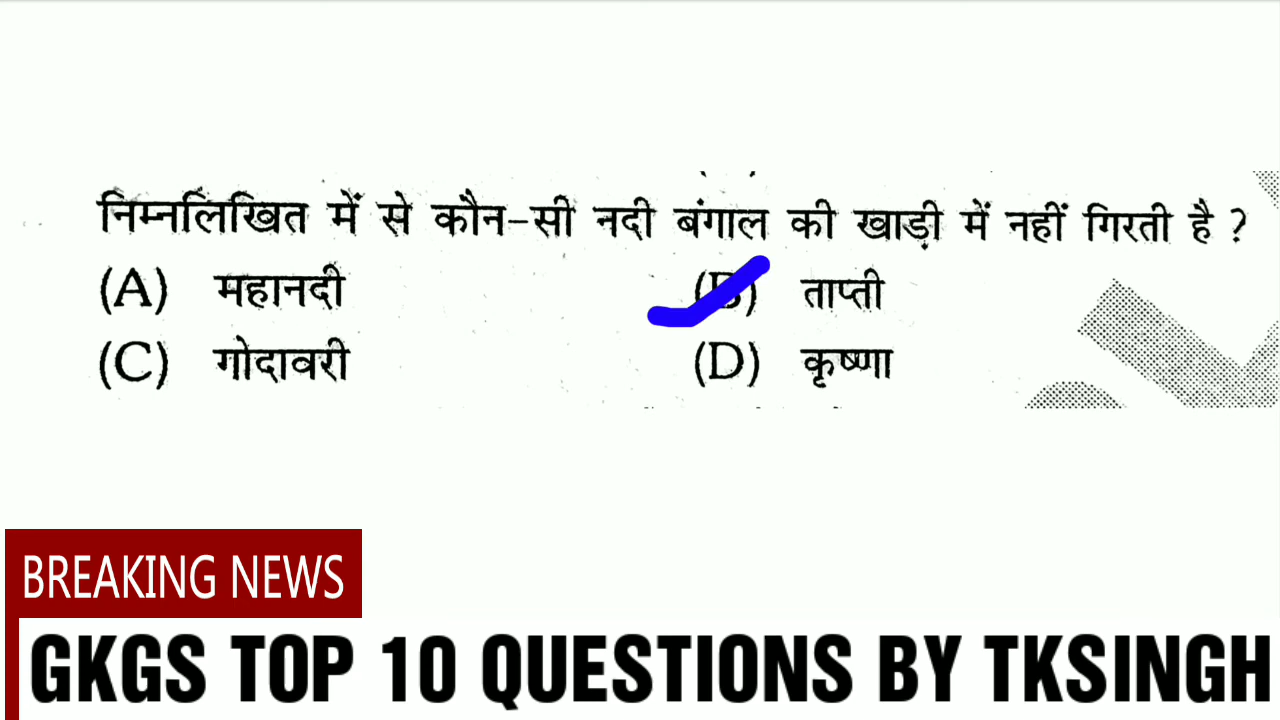 निम्नलिखित में से कौन-सी नदी बंगाल की खाड़ी में नहीं गिरती है ?
(A) महानदी (B) ताप्ती
(C) गोदावरी (D) कृष्णा
BREAKING NEWS
GKGS TOP 10 QUESTIONS BY TKSINGH